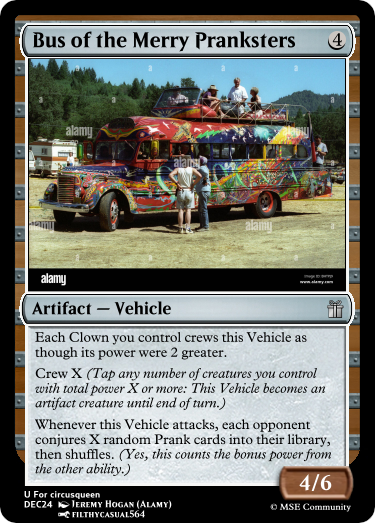 Bus of the Merry Pranksters
4
a
a
a
alamy
alamy
alamy
alamy
www.alamy.com
Artifact — Vehicle
Each Clown you control crews this Vehicle as
though its power were 2 greater.
Crew X (Tap any number of creatures you control
with total power X or more: This Vehicle becomes an
artifact creature until end of turn.)
Whenever this Vehicle attacks, each opponent
conjures X random Prank cards into their library,
then shuffles. (Yes, this counts the bonus power from
the other ability.)
4/6
U For circusqueen
DEC24 Jeremy Hogan (Alamy)
filthycasual564
© MSE Community